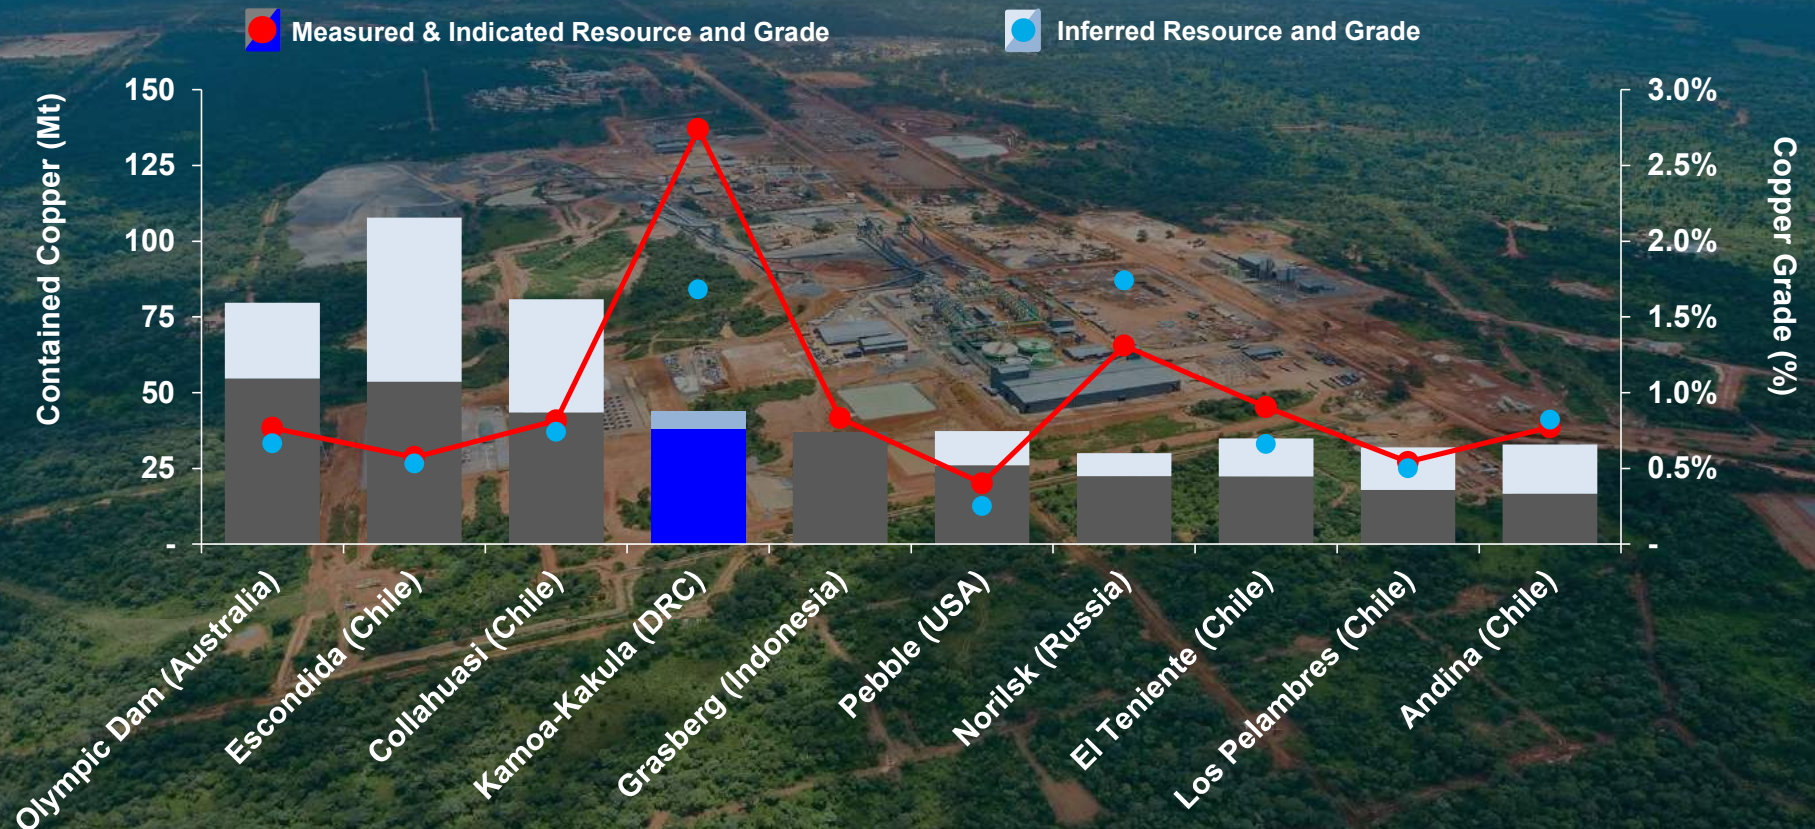 Measured & Indicated Resource and Grade
Inferred Resource and Grade
Contained Copper (Mt)
150
125
100
75
50
25
-
3.0%
2.5%
2.0%
1.5%
1.0%
0.5%
-
Copper Grade (%)
Olympic Dam (Australia)
Escondida (Chile)
Collahuasi (Chile)
Kamoa-Kakula (DRC)
Grasberg (Indonesia)
Pebble (USA)
Norilsk (Russia)
El Teniente (Chile)
Los Pelambres (Chile)
Andina (Chile)